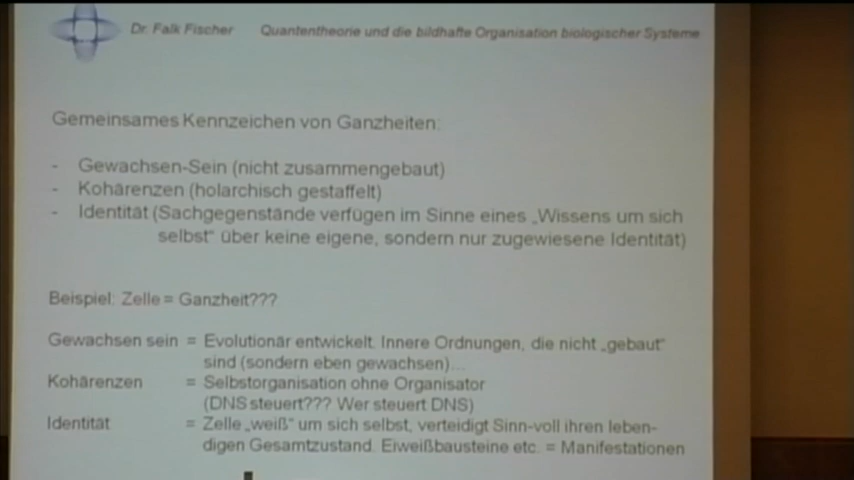 Dr. Falk Fischer Quantentheorie und die bildhafte Organisation biologischer Systeme
Gemeinsames Kennzeichen von Ganzheiten:
- Gewachsen-Sein (nicht zusammengebaut)
- Kohärenzen (holarchisch gestaffelt)
- Identität (Sachgegenstände verfügen im Sinne eines „Wissens um sich
selbst" über keine eigene, sondern nur zugewiesene Identität)
Beispiel: Zelle = Ganzheit???
Gewachsen sein = Evolutionär entwickelt. Innere Ordnungen, die nicht „gebaut"
sind (sondern eben gewachsen)...
Kohärenzen = Selbstorganisation ohne Organisator
(DNS steuert??? Wer steuert DNS)
Identität = Zelle „weiß" um sich selbst, verteidigt Sinn-voll ihren leben-
digen Gesamtzustand. Eiweißbausteine etc. = Manifestationen